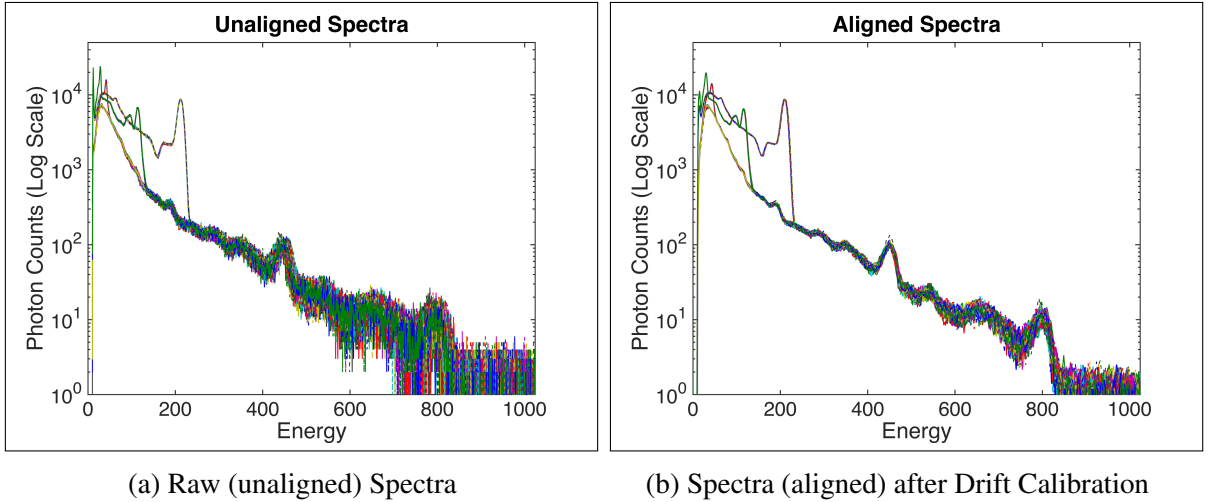 Unaligned Spectra
Photon Counts (Log Scale)
10^4
10^3
10^2
10^1
10^0
0 200 400 600 800 1000
Energy
(a) Raw (unaligned) Spectra
Aligned Spectra
Photon Counts (Log Scale)
10^4
10^3
10^2
10^1
10^0
0 200 400 600 800 1000
Energy
(b) Spectra (aligned) after Drift Calibration